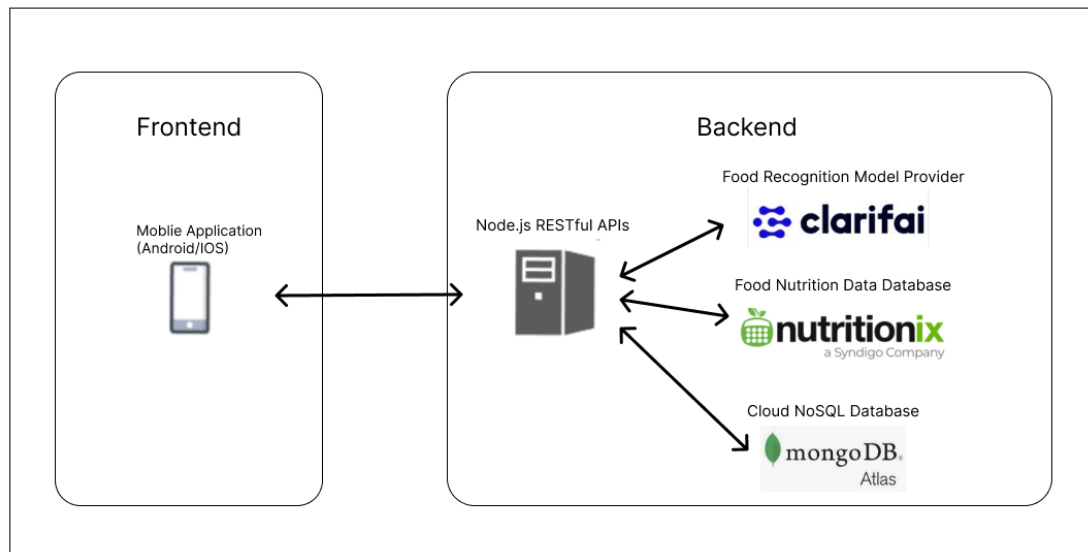 Frontend
Backend
Moblie Application
(Android/IOS)
Node.js RESTful APIs
Food Recognition Model Provider
clarifai
Food Nutrition Data Database
nutritionix
a Syndigo Company
Cloud NoSQL Database
mongoDB®
Atlas